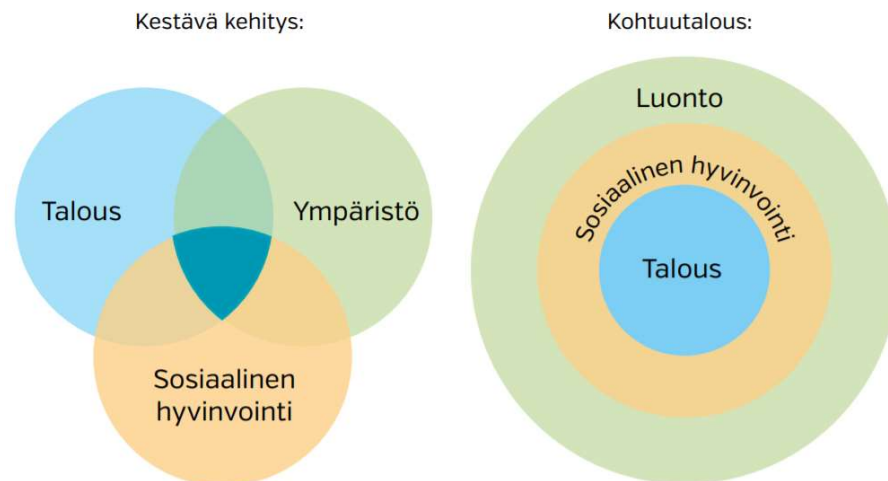 Kestävä kehitys:
Talous
Ympäristö
Sosiaalinen
hyvinvointi
Kohtuutalous:
Luonto
Sosiaalinen hyvinvointi
Talous